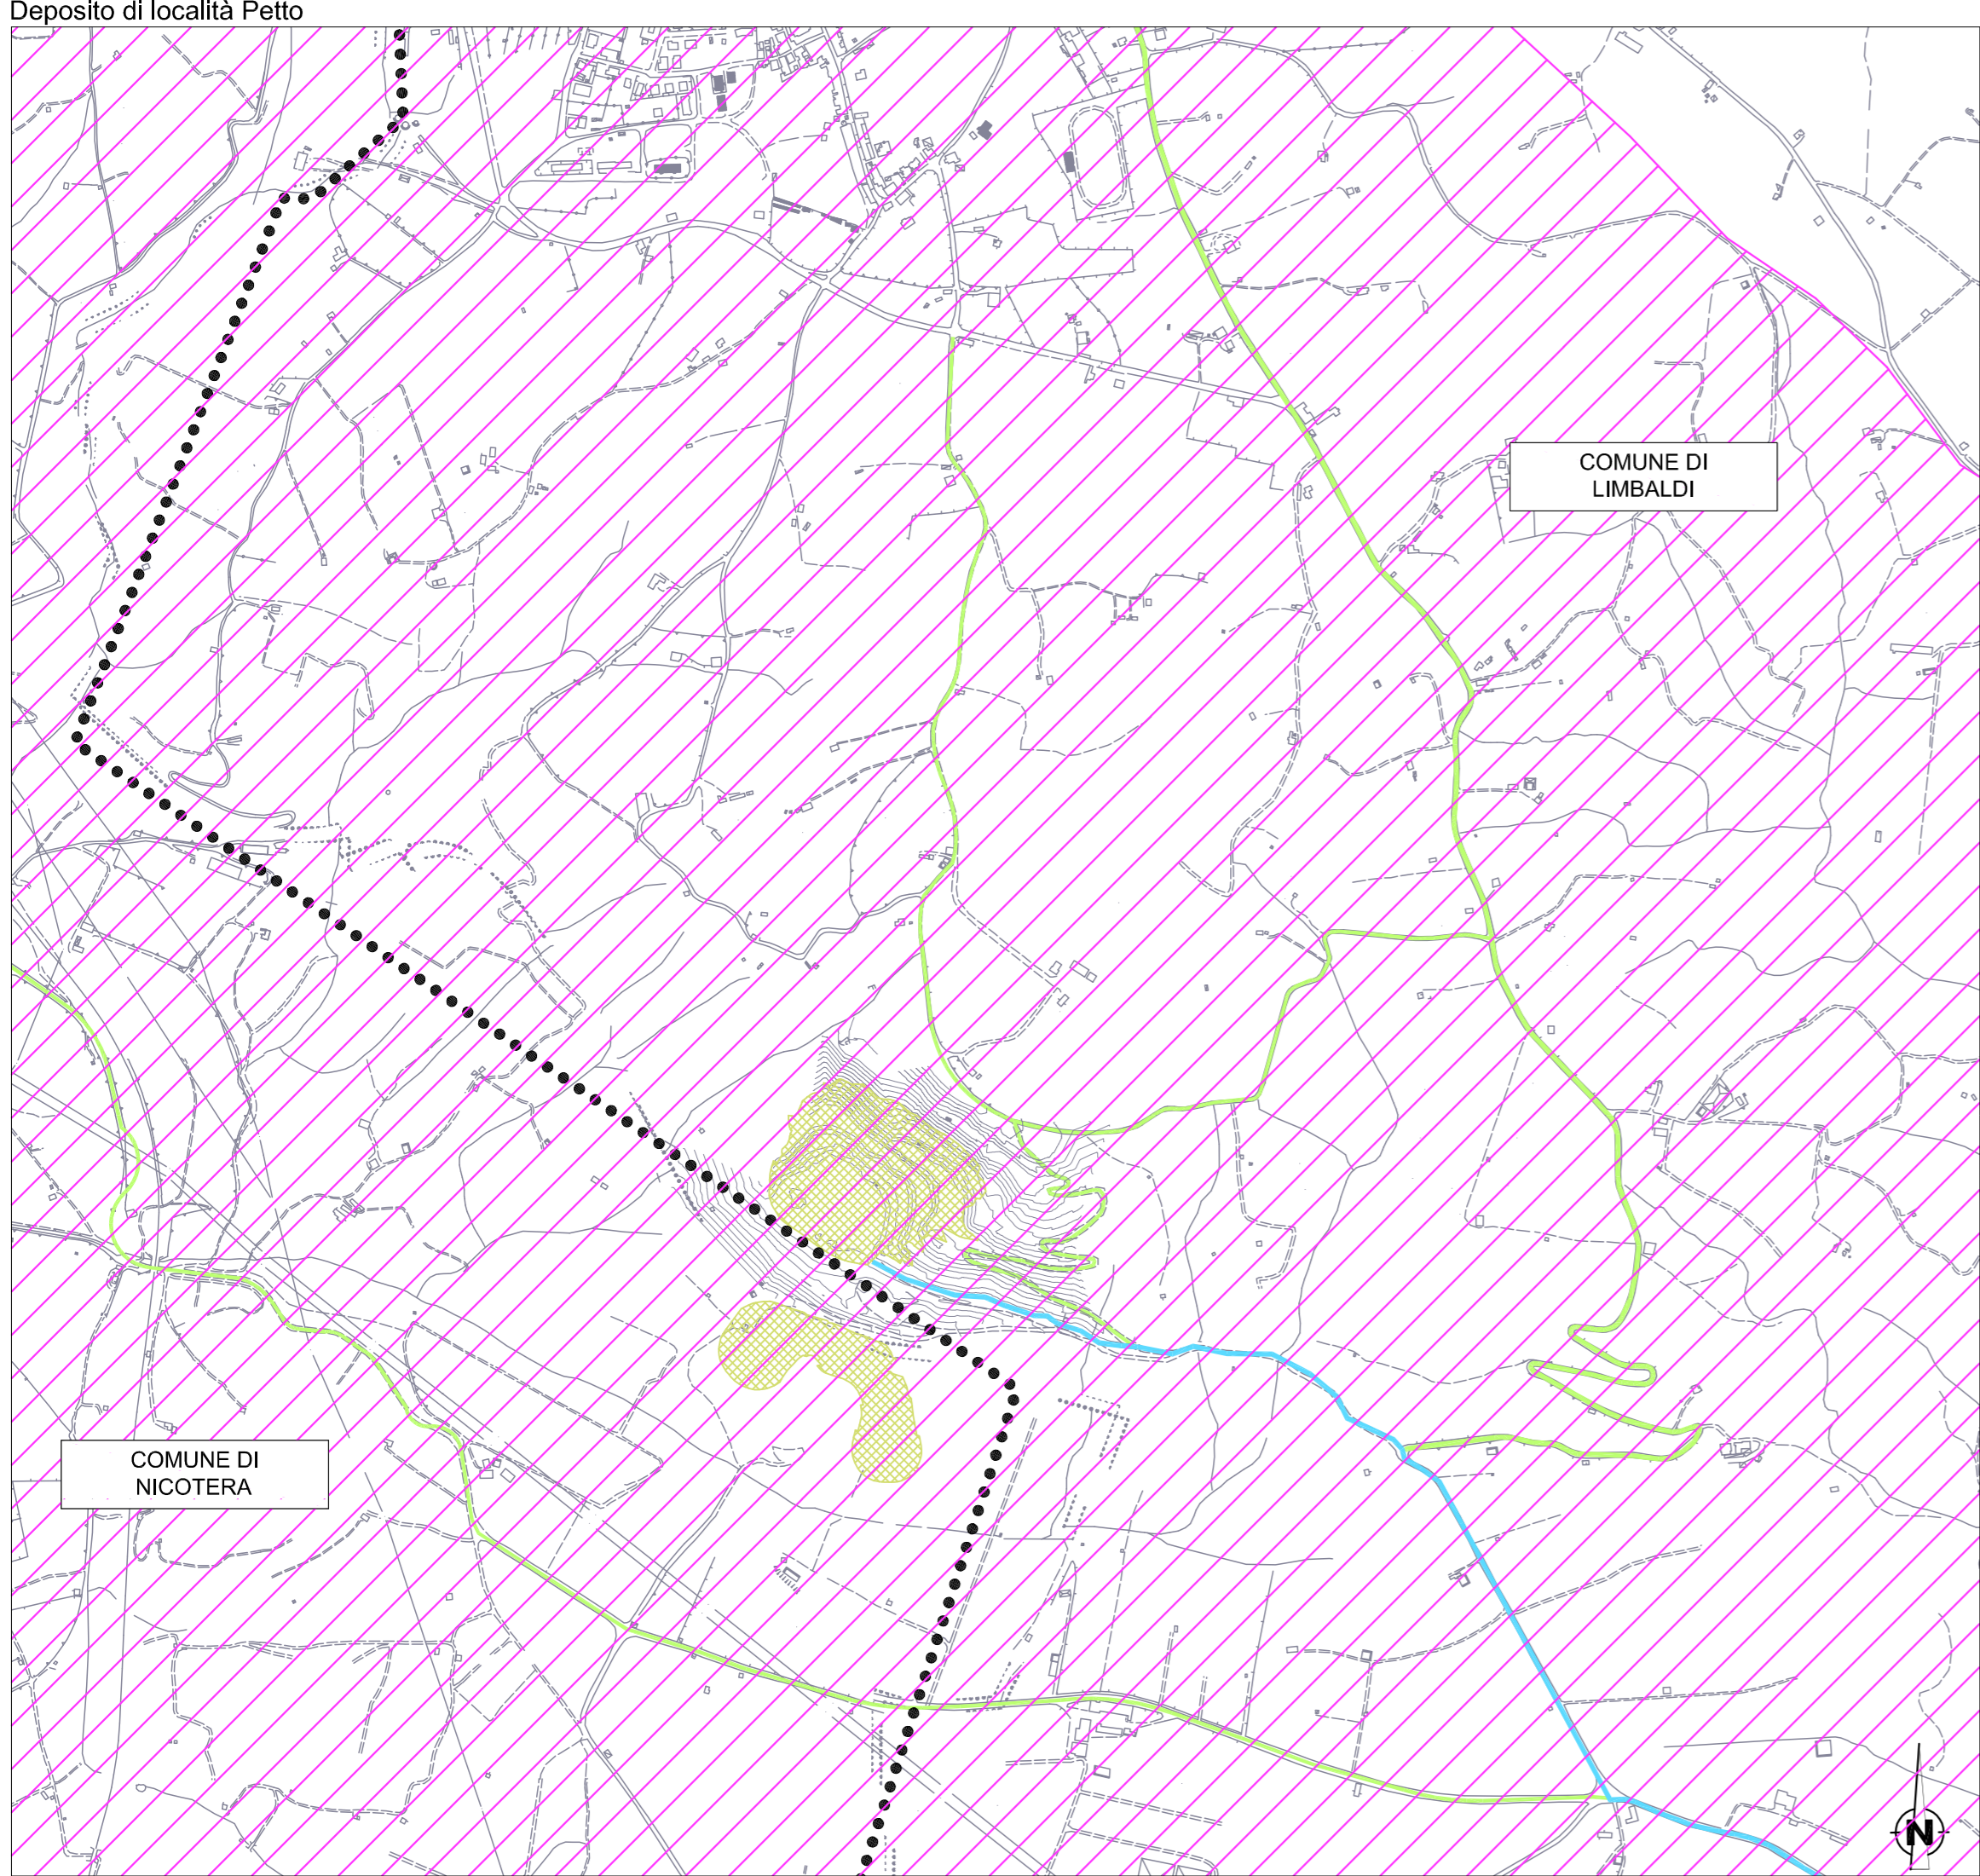 Deposito di località Petto
COMUNE DI
LIMBALDI
COMUNE DI
NICOTERA
N